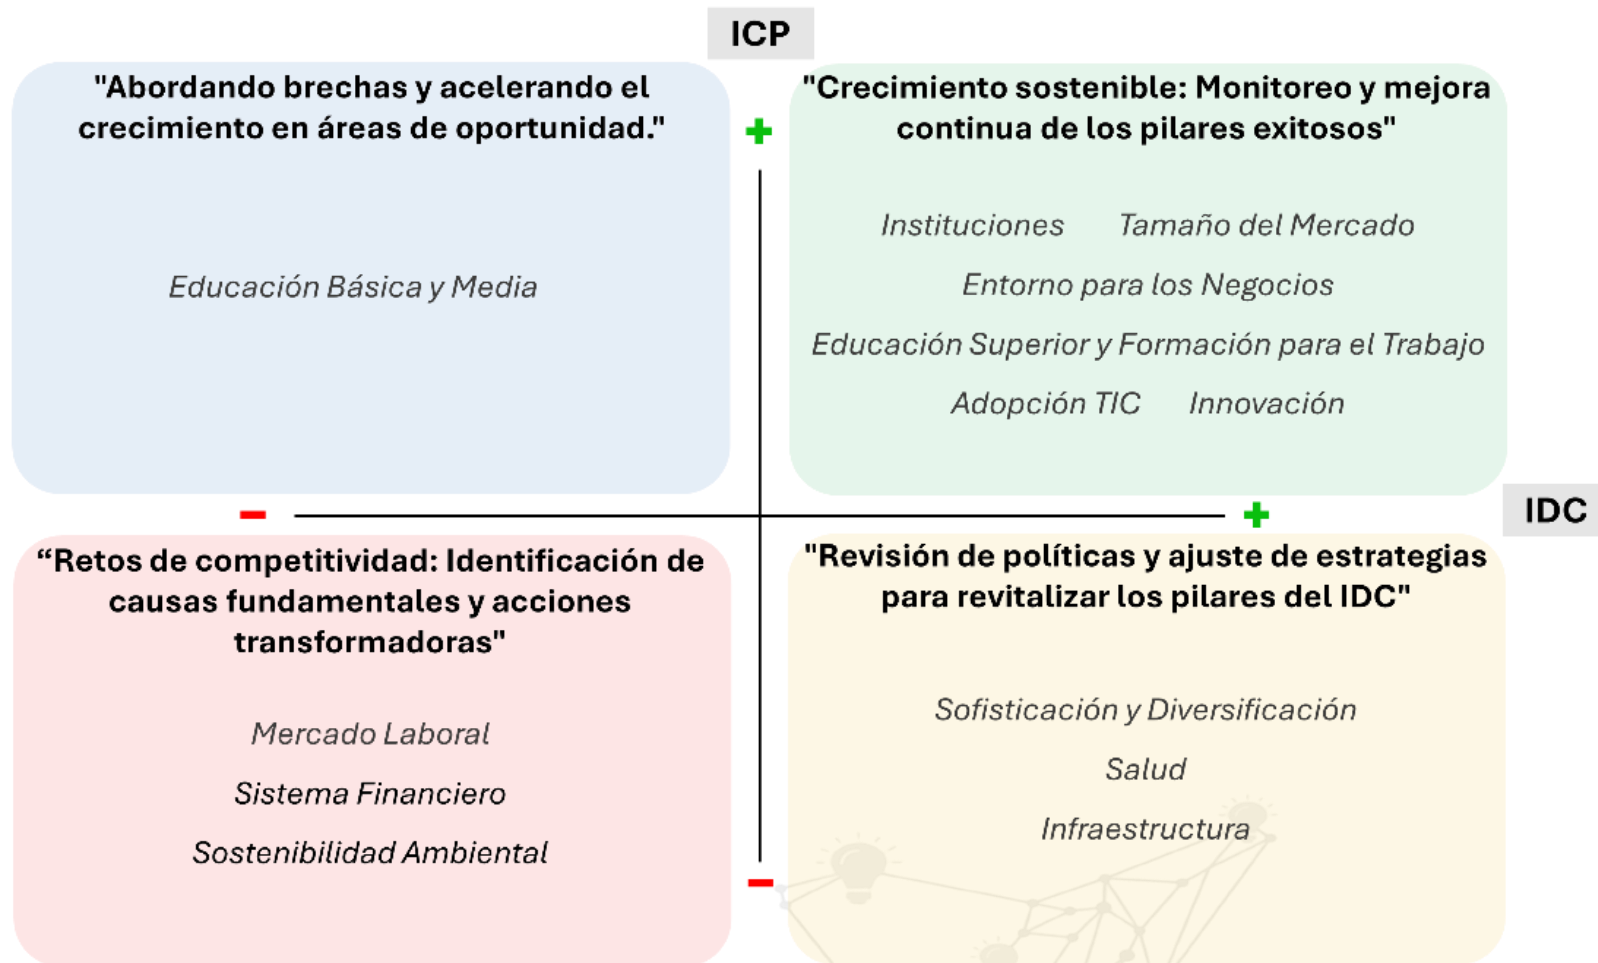 ICP
"Abordando brechas y acelerando el
crecimiento en áreas de oportunidad."
Educación Básica y Media
+
"Crecimiento sostenible: Monitoreo y mejora
continua de los pilares exitosos"
Instituciones Tamaño del Mercado
Entorno para los Negocios
Educación Superior y Formación para el Trabajo
Adopción TIC Innovación
-
+
IDC
“Retos de competitividad: Identificación de
causas fundamentales y acciones
transformadoras"
Mercado Laboral
Sistema Financiero
Sostenibilidad Ambiental
-
"Revisión de políticas y ajuste de estrategias
para revitalizar los pilares del IDC"
Sofisticación y Diversificación
Salud
Infraestructura